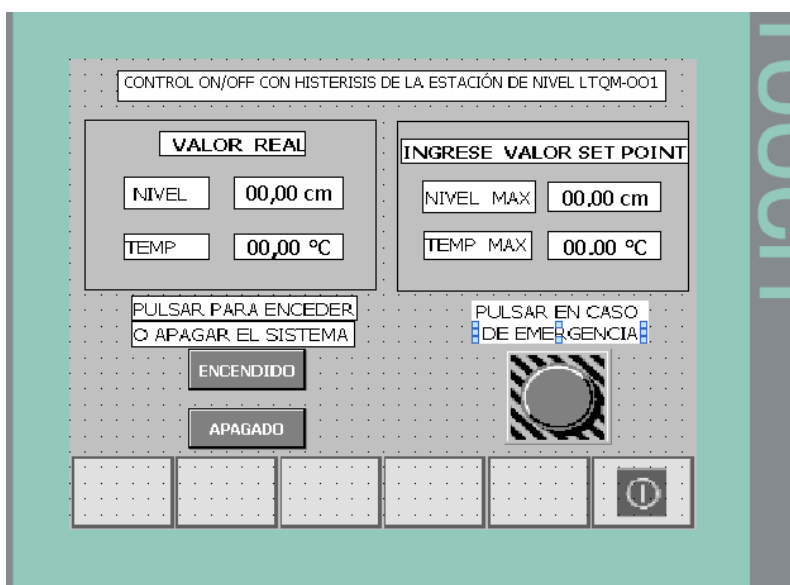 CONTROL ON/OFF CON HISTERISIS DE LA ESTACIÓN DE NIVEL LTQM-OO1
VALOR REAL
NIVEL 00,00 cm
TEMP 00,00 °C
INGRESE VALOR SET POINT
NIVEL MAX 00,00 cm
TEMP MAX 00.00 °C
PULSAR PARA ENCEDER
O APAGAR EL SISTEMA
ENCENDIDO
APAGADO
PULSAR EN CASO
DE EMERGENCIA
TOUCH